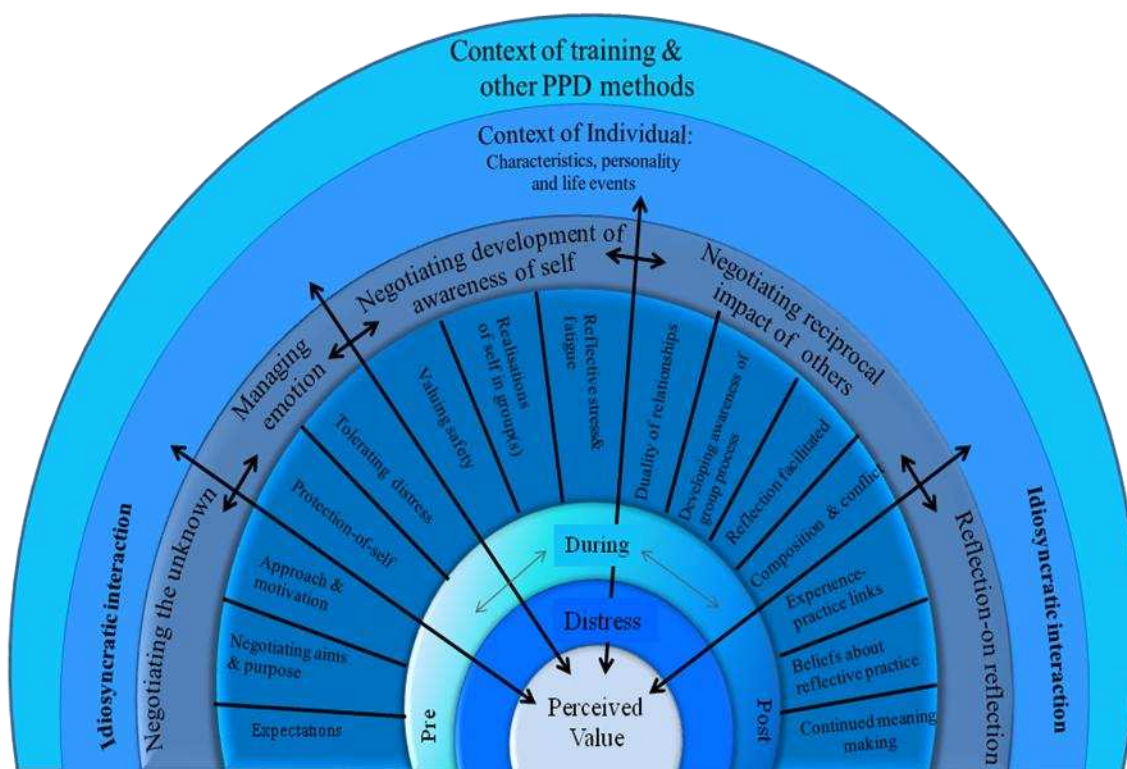 Context of training &
other PPD methods
Context of Individual:
Characteristics, personality
and life events
Idiosyncratic interaction
Negotiating the unknown
Managing
emotion
Negotiating development of
awareness of self
Negotiating reciprocal
impact of others
Reflection-on reflection
Idiosyncratic interaction
Expectations
Negotiating aims
& purpose
Approach &
motivation
Protection-of-self
Tolerating distress
Valuing safety
Realisations
of self in group(s)
Reflective stress&
fatigue
Duality of relationships
Developing awareness of
group process
Reflection facilitated
Composition & conflict
Experience-
practice links
Beliefs about
reflective practice
Continued meaning
making
Pre
During
Post
Distress
Perceived
Value